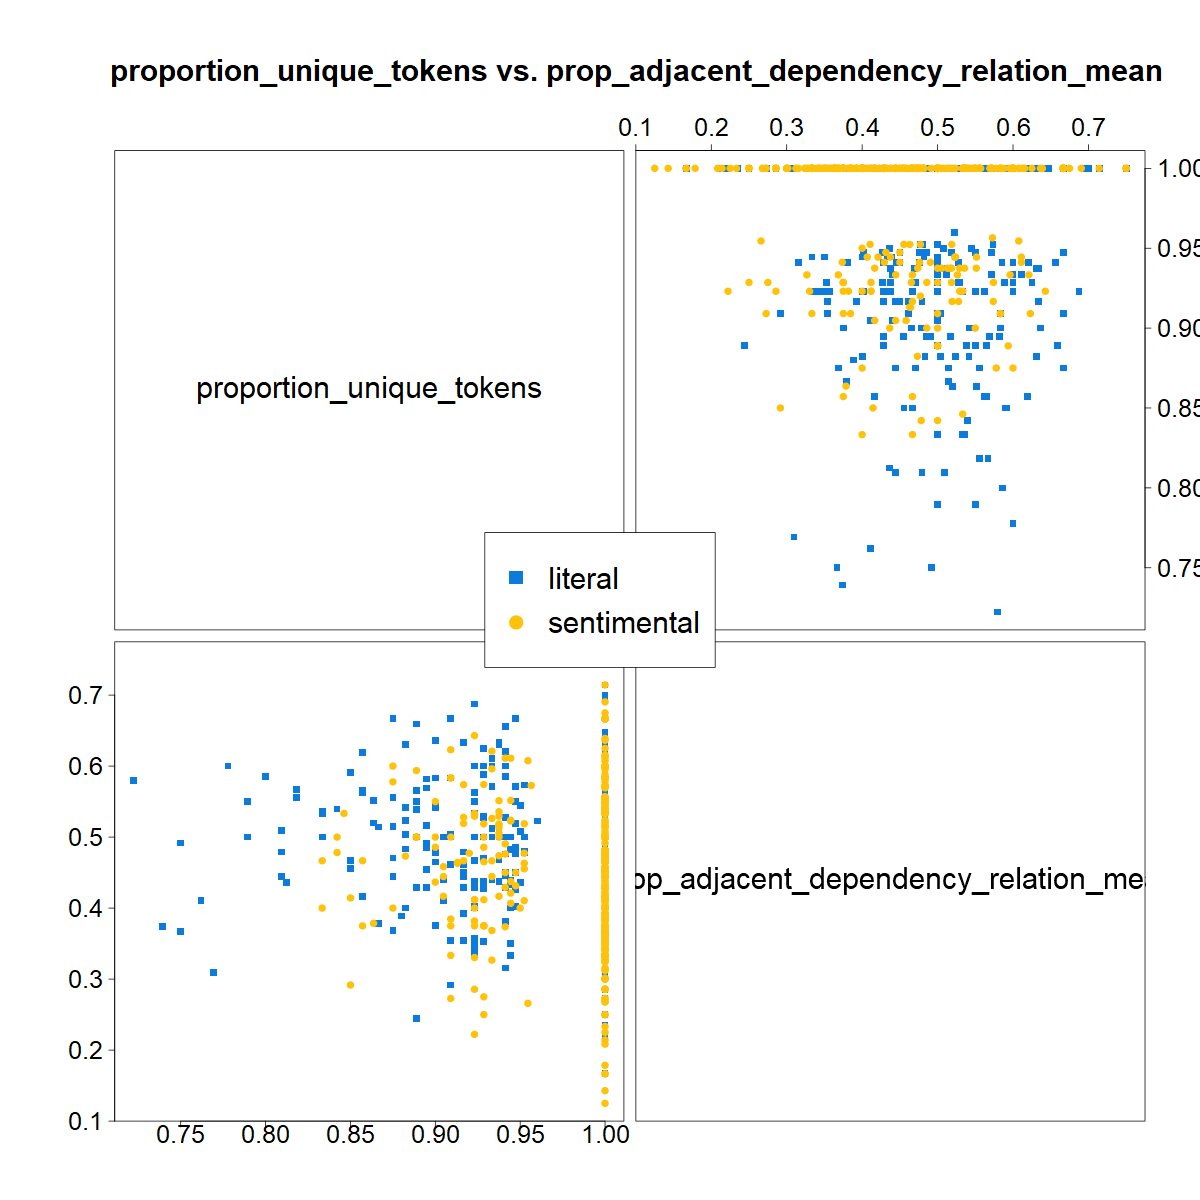 proportion_unique_tokens vs. prop_adjacent_dependency_relation_mean
0.1 0.2 0.3 0.4 0.5 0.6 0.7
proportion_unique_tokens
1.00
0.95
0.90
0.85
0.80
0.75
literal
sentimental
0.7
0.6
0.5
0.4
0.3
0.2
0.1
op_adjacent_dependency_relation_me
0.75 0.80 0.85 0.90 0.95 1.00